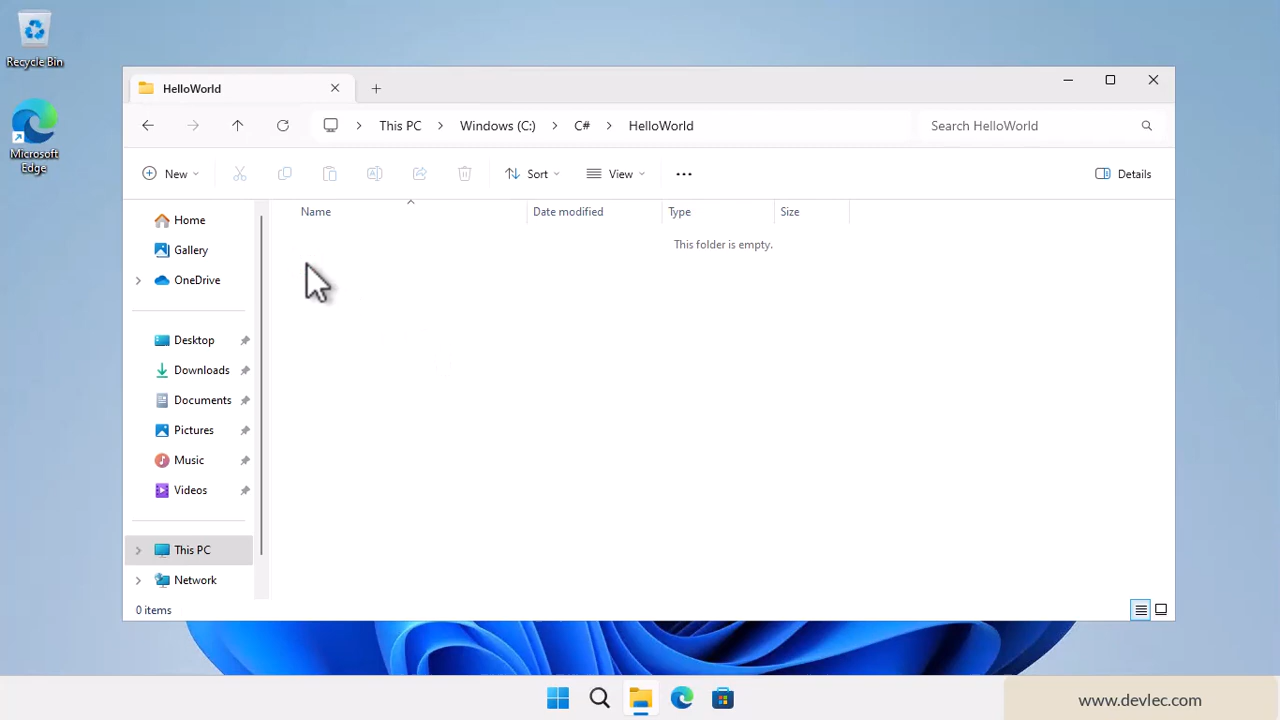 Recycle Bin
Microsoft
Edge
HelloWorld
This PC
Windows (C:)
C#
HelloWorld
Search HelloWorld
New
Sort
View
Details
Name
Date modified
Type
Size
This folder is empty.
Home
Gallery
OneDrive
Desktop
Downloads
Documents
Pictures
Music
Videos
This PC
Network
0 items
www.devlec.com